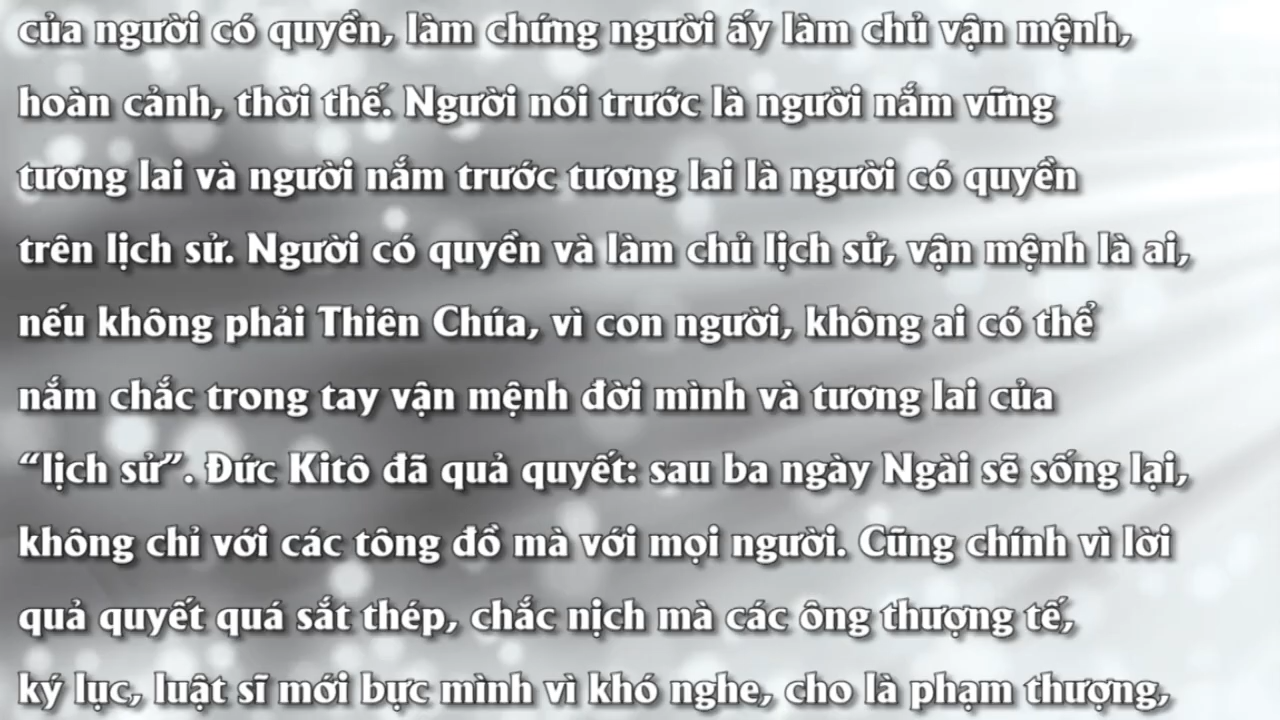 của người có quyền, làm chứng người ấy làm chủ vận mệnh,
hoàn cảnh, thời thế. Người nói trước là người nắm vững
tương lai và người nắm trước tương lai là người có quyền
trên lịch sử. Người có quyền và làm chủ lịch sử, vận mệnh là ai,
nếu không phải Thiên Chúa, vì con người, không ai có thể
nắm chắc trong tay vận mệnh đời mình và tương lai của
“lịch sử”. Đức Kitô đã quả quyết: sau ba ngày Ngài sẽ sống lại,
không chỉ với các tông đồ mà với mọi người. Cũng chính vì lời
quả quyết quá sắt thép, chắc nịch mà các ông thượng tế,
ký lục, luật sĩ mới bực mình vì khó nghe, cho là phạm thượng,